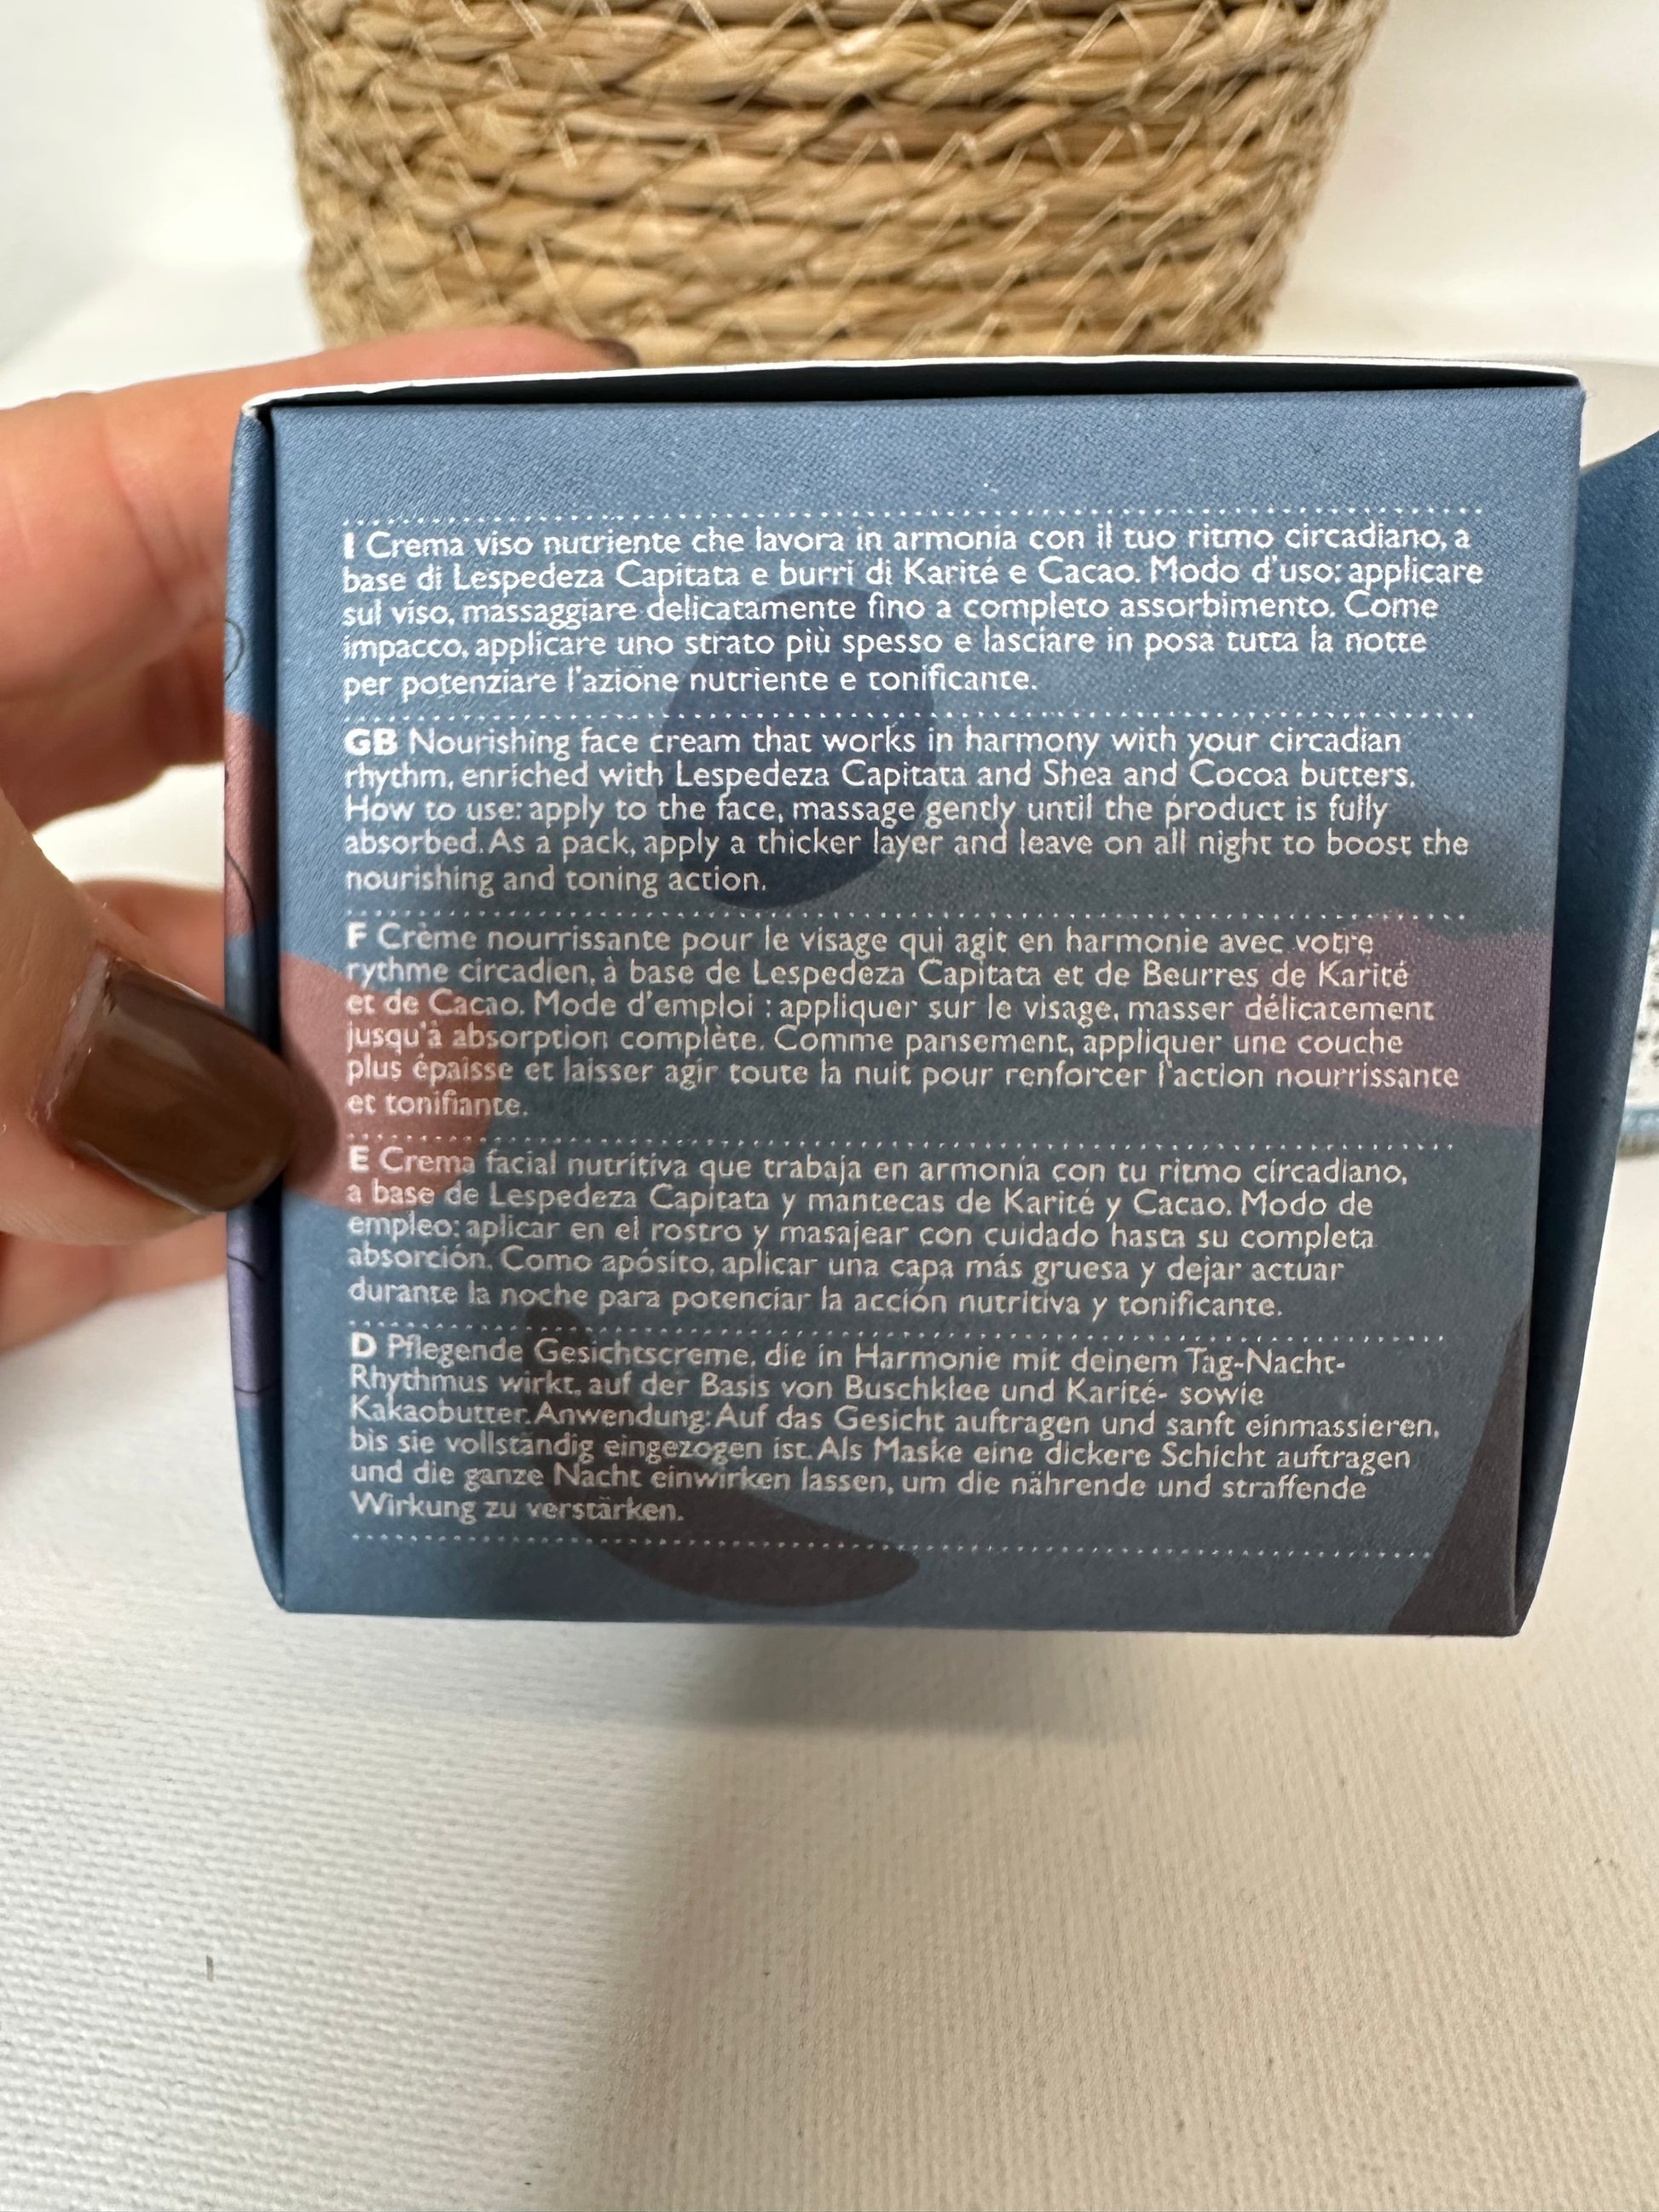 I Crema viso nutriente che lavora in armonia con il tuo ritmo circadiano, a
base di Lespedeza Capitata e burri di Karité e Cacao. Modo d'uso: applicare
sul viso, massaggiare delicatamente fino a completo assorbimento. Come
impacco, applicare uno strato più spesso e lasciare in posa tutta la notte
per potenziare l'azione nutriente e tonificante.
GB Nourishing face cream that works in harmony with your circadian
rhythm, enriched with Lespedeza Capitata and Shea and Cocoa butters.
How to use: apply to the face, massage gently until the product is fully
absorbed. As a pack, apply a thicker layer and leave on all night to boost the
nourishing and toning action.
F Crème nourrissante pour le visage qui agit en harmonie avec votre
rythme circadien, à base de Lespedeza Capitata et de Beurres de Karité
et de Cacao. Mode d'emploi : appliquer sur le visage, masser délicatement
jusqu'à absorption complète. Comme pansement, appliquer une couche
plus épaisse et laisser agir toute la nuit pour renforcer l'action nourrissante
et tonifiante.
E Crema facial nutritiva que trabaja en armonía con tu ritmo circadiano,
a base de Lespedeza Capitata y mantecas de Karité y Cacao. Modo de
empleo: aplicar en el rostro y masajear con cuidado hasta su completa
absorción. Como apósito, aplicar una capa más gruesa y dejar actuar
durante la noche para potenciar la acción nutritiva y tonificante.
D Pflegende Gesichtscreme, die in Harmonie mit deinem Tag-Nacht-
Rhythmus wirkt, auf der Basis von Buschklee und Karité- sowie
Kakaobutter. Anwendung: Auf das Gesicht auftragen und sanft einmassieren,
bis sie vollständig eingezogen ist. Als Maske eine dickere Schicht auftragen
und die ganze Nacht einwirken lassen, um die nährende und straffende
Wirkung zu verstärken.